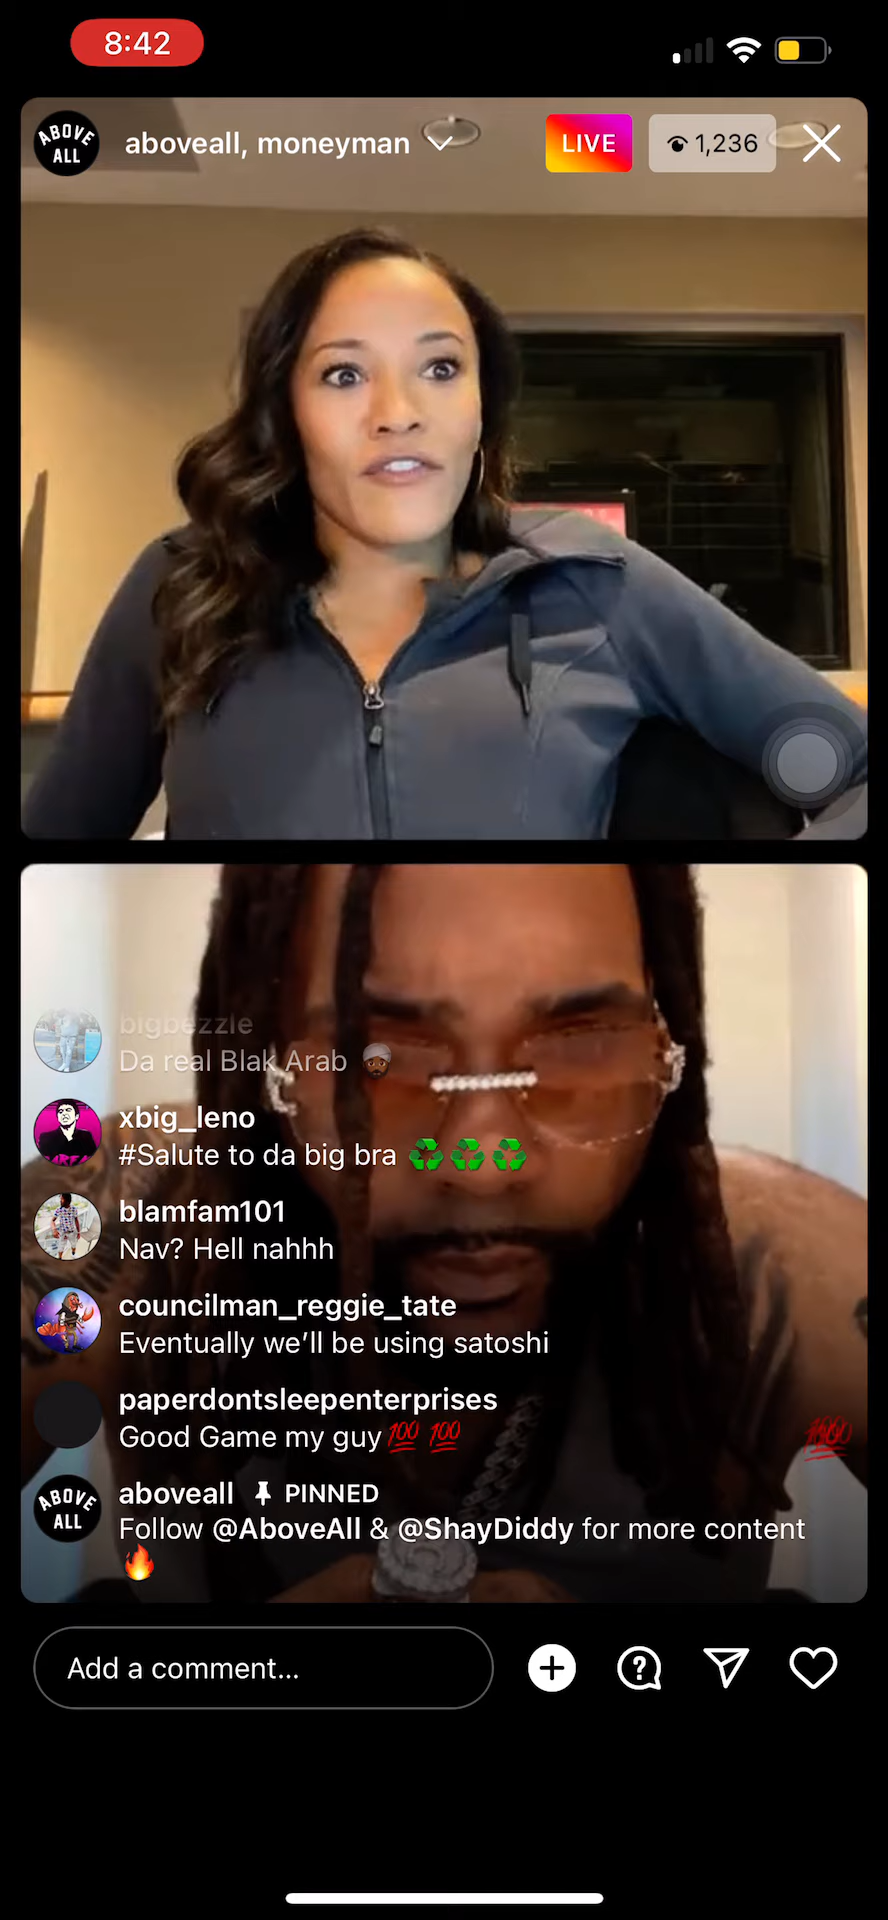 8:42
ABOVE
ALL
aboveall, moneyman
LIVE
1,236
bigbezzle
Da real Blak Arab 👳🏾‍♂️
xbig_leno
#Salute to da big bra ♻️♻️♻️
blamfam101
Nav? Hell nahhh
councilman_reggie_tate
Eventually we’ll be using satoshi
paperdontsleepenterprises
Good Game my guy💯 💯
💯
ABOVE
ALL
aboveall 📌 PINNED
Follow @AboveAll & @ShayDiddy for more content
🔥
Add a comment...